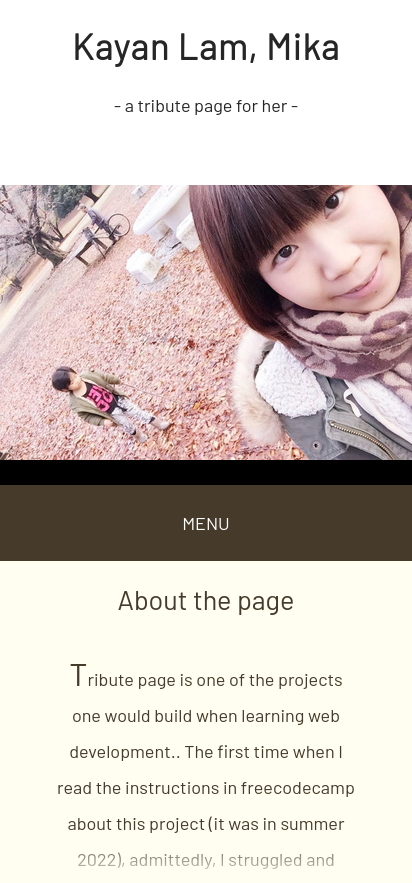 Kayan Lam, Mika
- a tribute page for her -
MENU
About the page
Tribute page is one of the projects
one would build when learning web
development.. The first time when I
read the instructions in freecodecamp
about this project (it was in summer
2022), admittedly, I struggled and